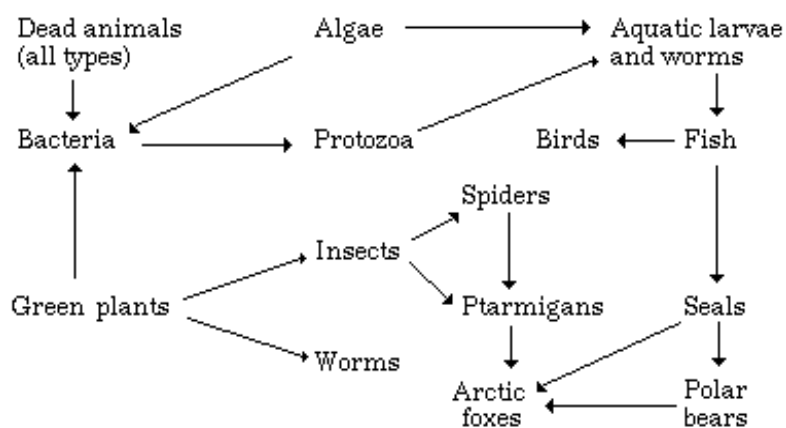 Dead animals
(all types)
Algae
Aquatic larvae
and worms
Bacteria
Protozoa
Birds
Fish
Spiders
Insects
Green plants
Ptarmigans
Seals
Worms
Arctic
foxes
Polar
bears